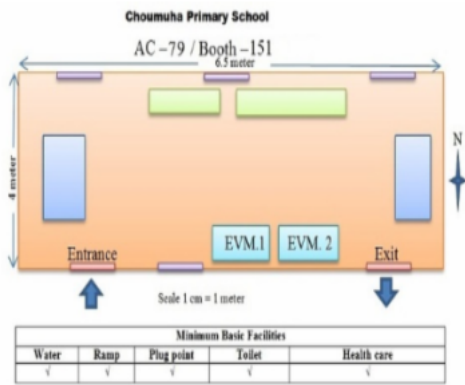 Choumuha Primary School
AC -79 / Booth -151
6.5 meter
4 meter
N
EVM.1 EVM. 2
Entrance Exit
Scale 1 cm = 1 meter
Minimum Basic Facilities
Water Ramp Plug point Toilet Health care
√ √ √ √ √